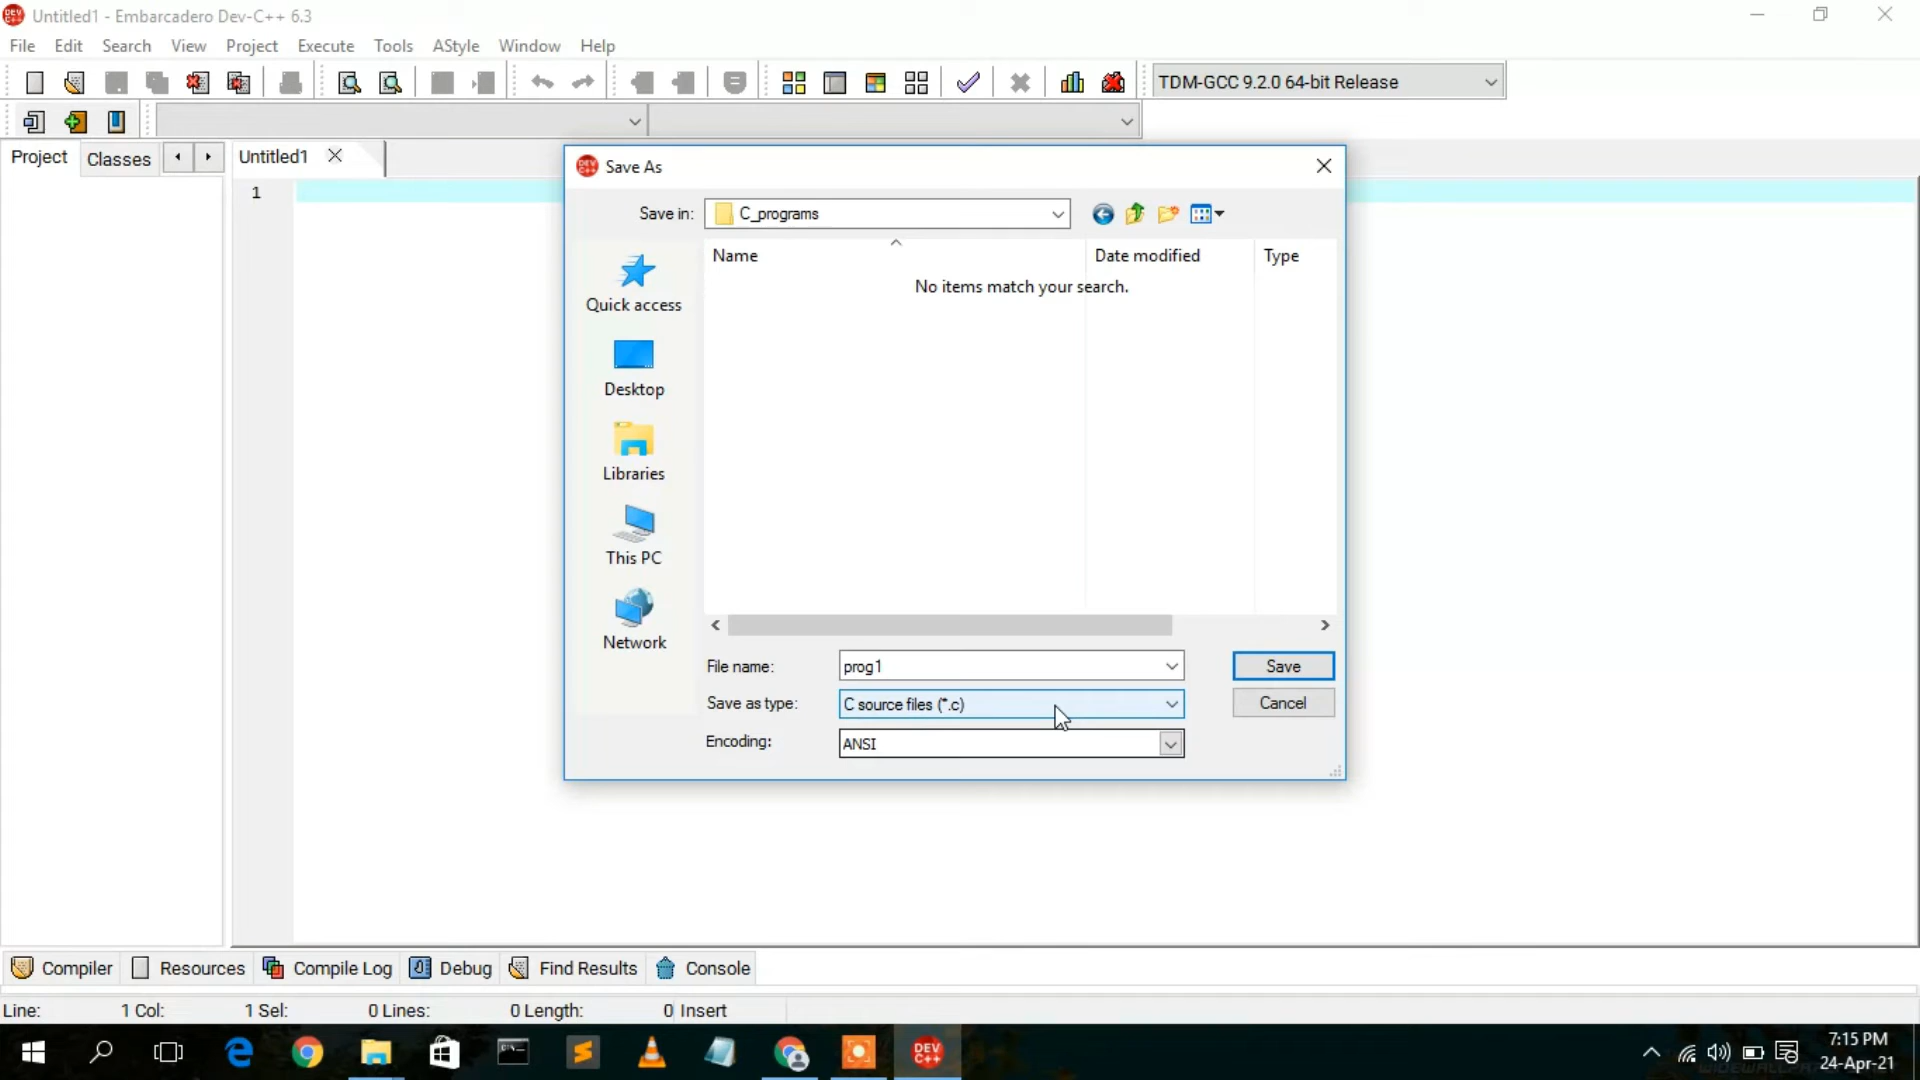 Untitled1 - Embarcadero Dev-C++ 6.3
File Edit Search View Project Execute Tools AStyle Window Help
TDM-GCC 9.2.0 64-bit Release
Project Classes Untitled1
1
Save As
Save in: C_programs
Name Date modified Type
No items match your search.
Quick access
Desktop
Libraries
This PC
Network
File name: prog1 Save
Save as type: C source files (*.c) Cancel
Encoding: ANSI
Compiler Resources Compile Log Debug Find Results Console
Line: 1 Col: 1 Sel: 0 Lines: 0 Length: 0 Insert
DEV C++
7:15 PM
24-Apr-21